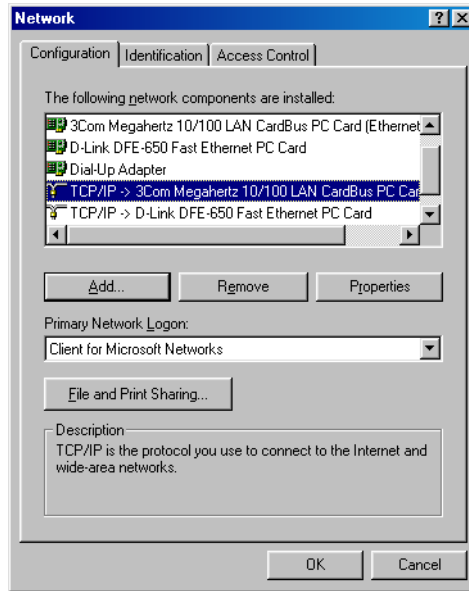 Network
Configuration Identification Access Control
The following network components are installed:
3Com Megahertz 10/100 LAN CardBus PC Card (Ethernet
D-Link DFE-650 Fast Ethernet PC Card
Dial-Up Adapter
TCP/IP -> 3Com Megahertz 10/100 LAN CardBus PC Car
TCP/IP -> D-Link DFE-650 Fast Ethernet PC Card
Add... Remove Properties
Primary Network Logon:
Client for Microsoft Networks
File and Print Sharing...
Description
TCP/IP is the protocol you use to connect to the Internet and
wide-area networks.
OK Cancel